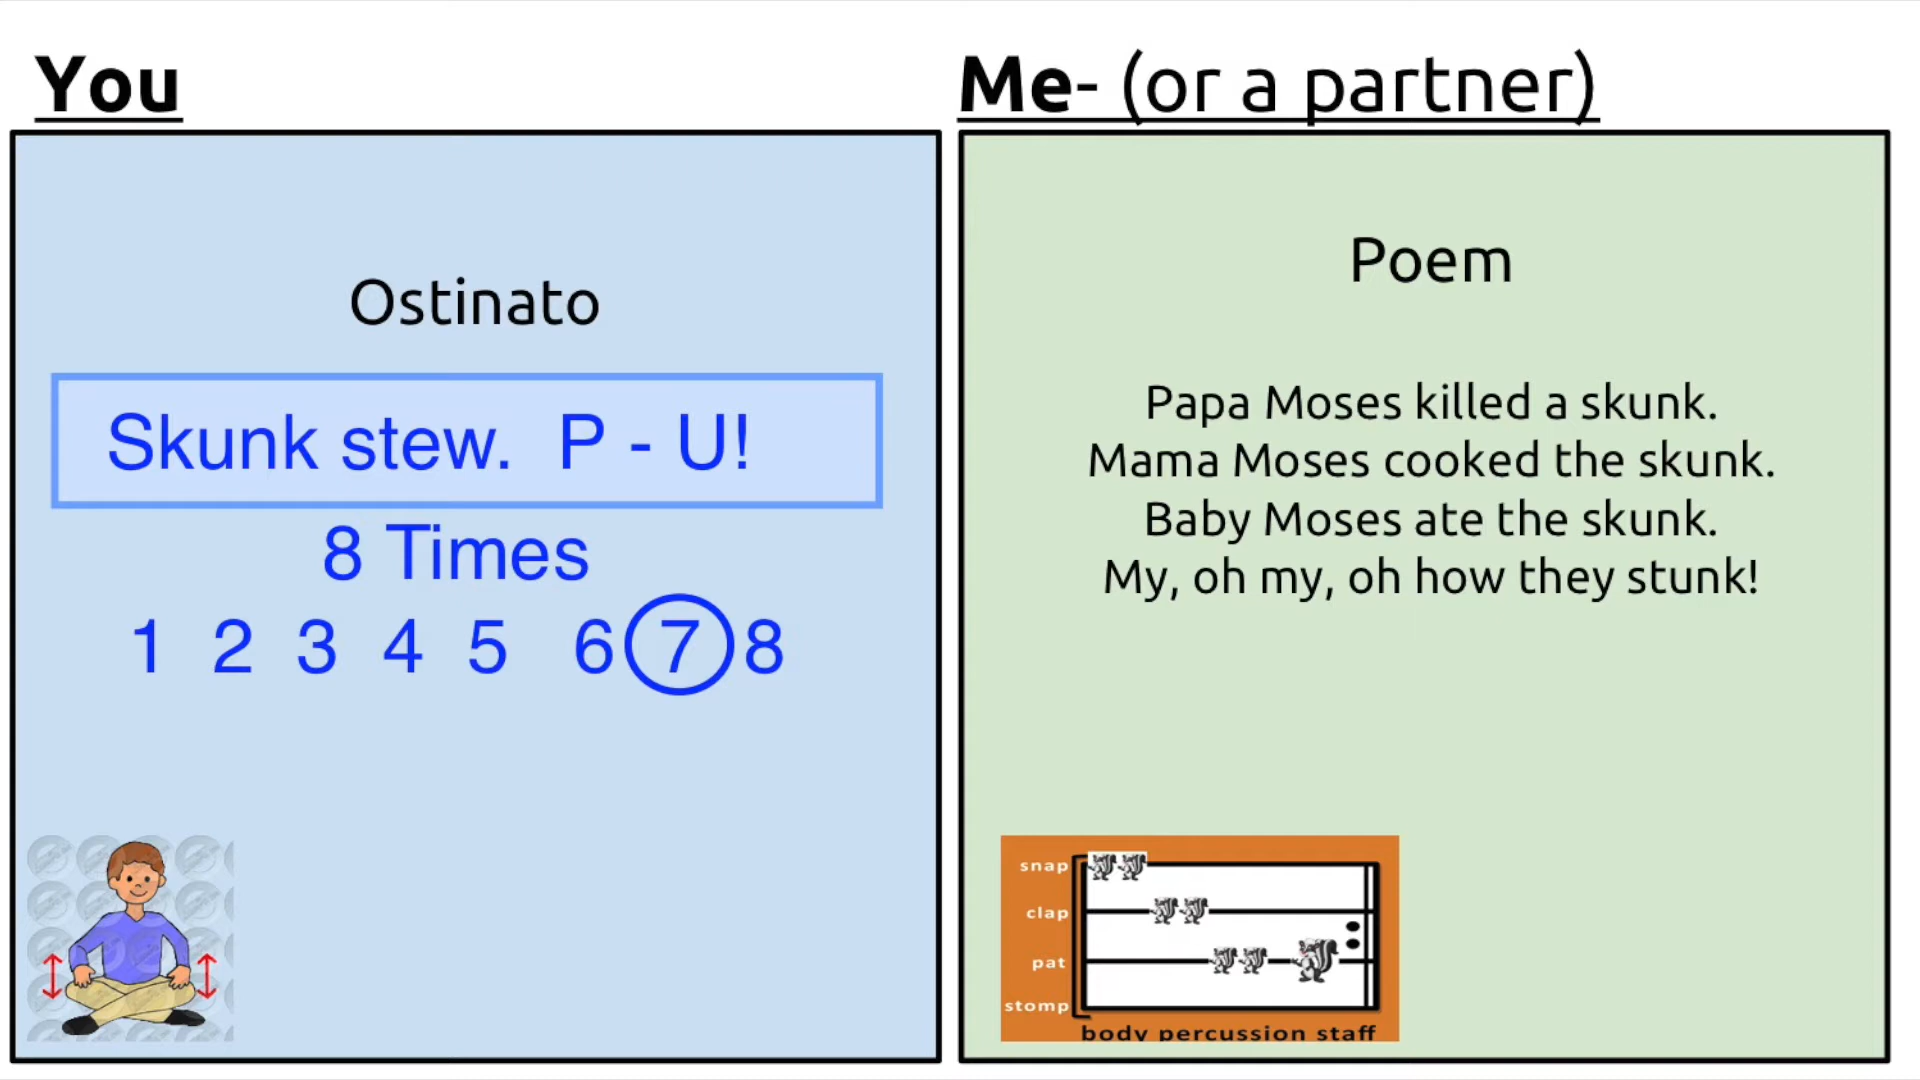 You
Ostinato
Skunk stew. P - U!
8 Times
1 2 3 4 5 6 7 8
Me- (or a partner)
Poem
Papa Moses killed a skunk.
Mama Moses cooked the skunk.
Baby Moses ate the skunk.
My, oh my, oh how they stunk!
snap
clap
pat
stomp
body percussion staff